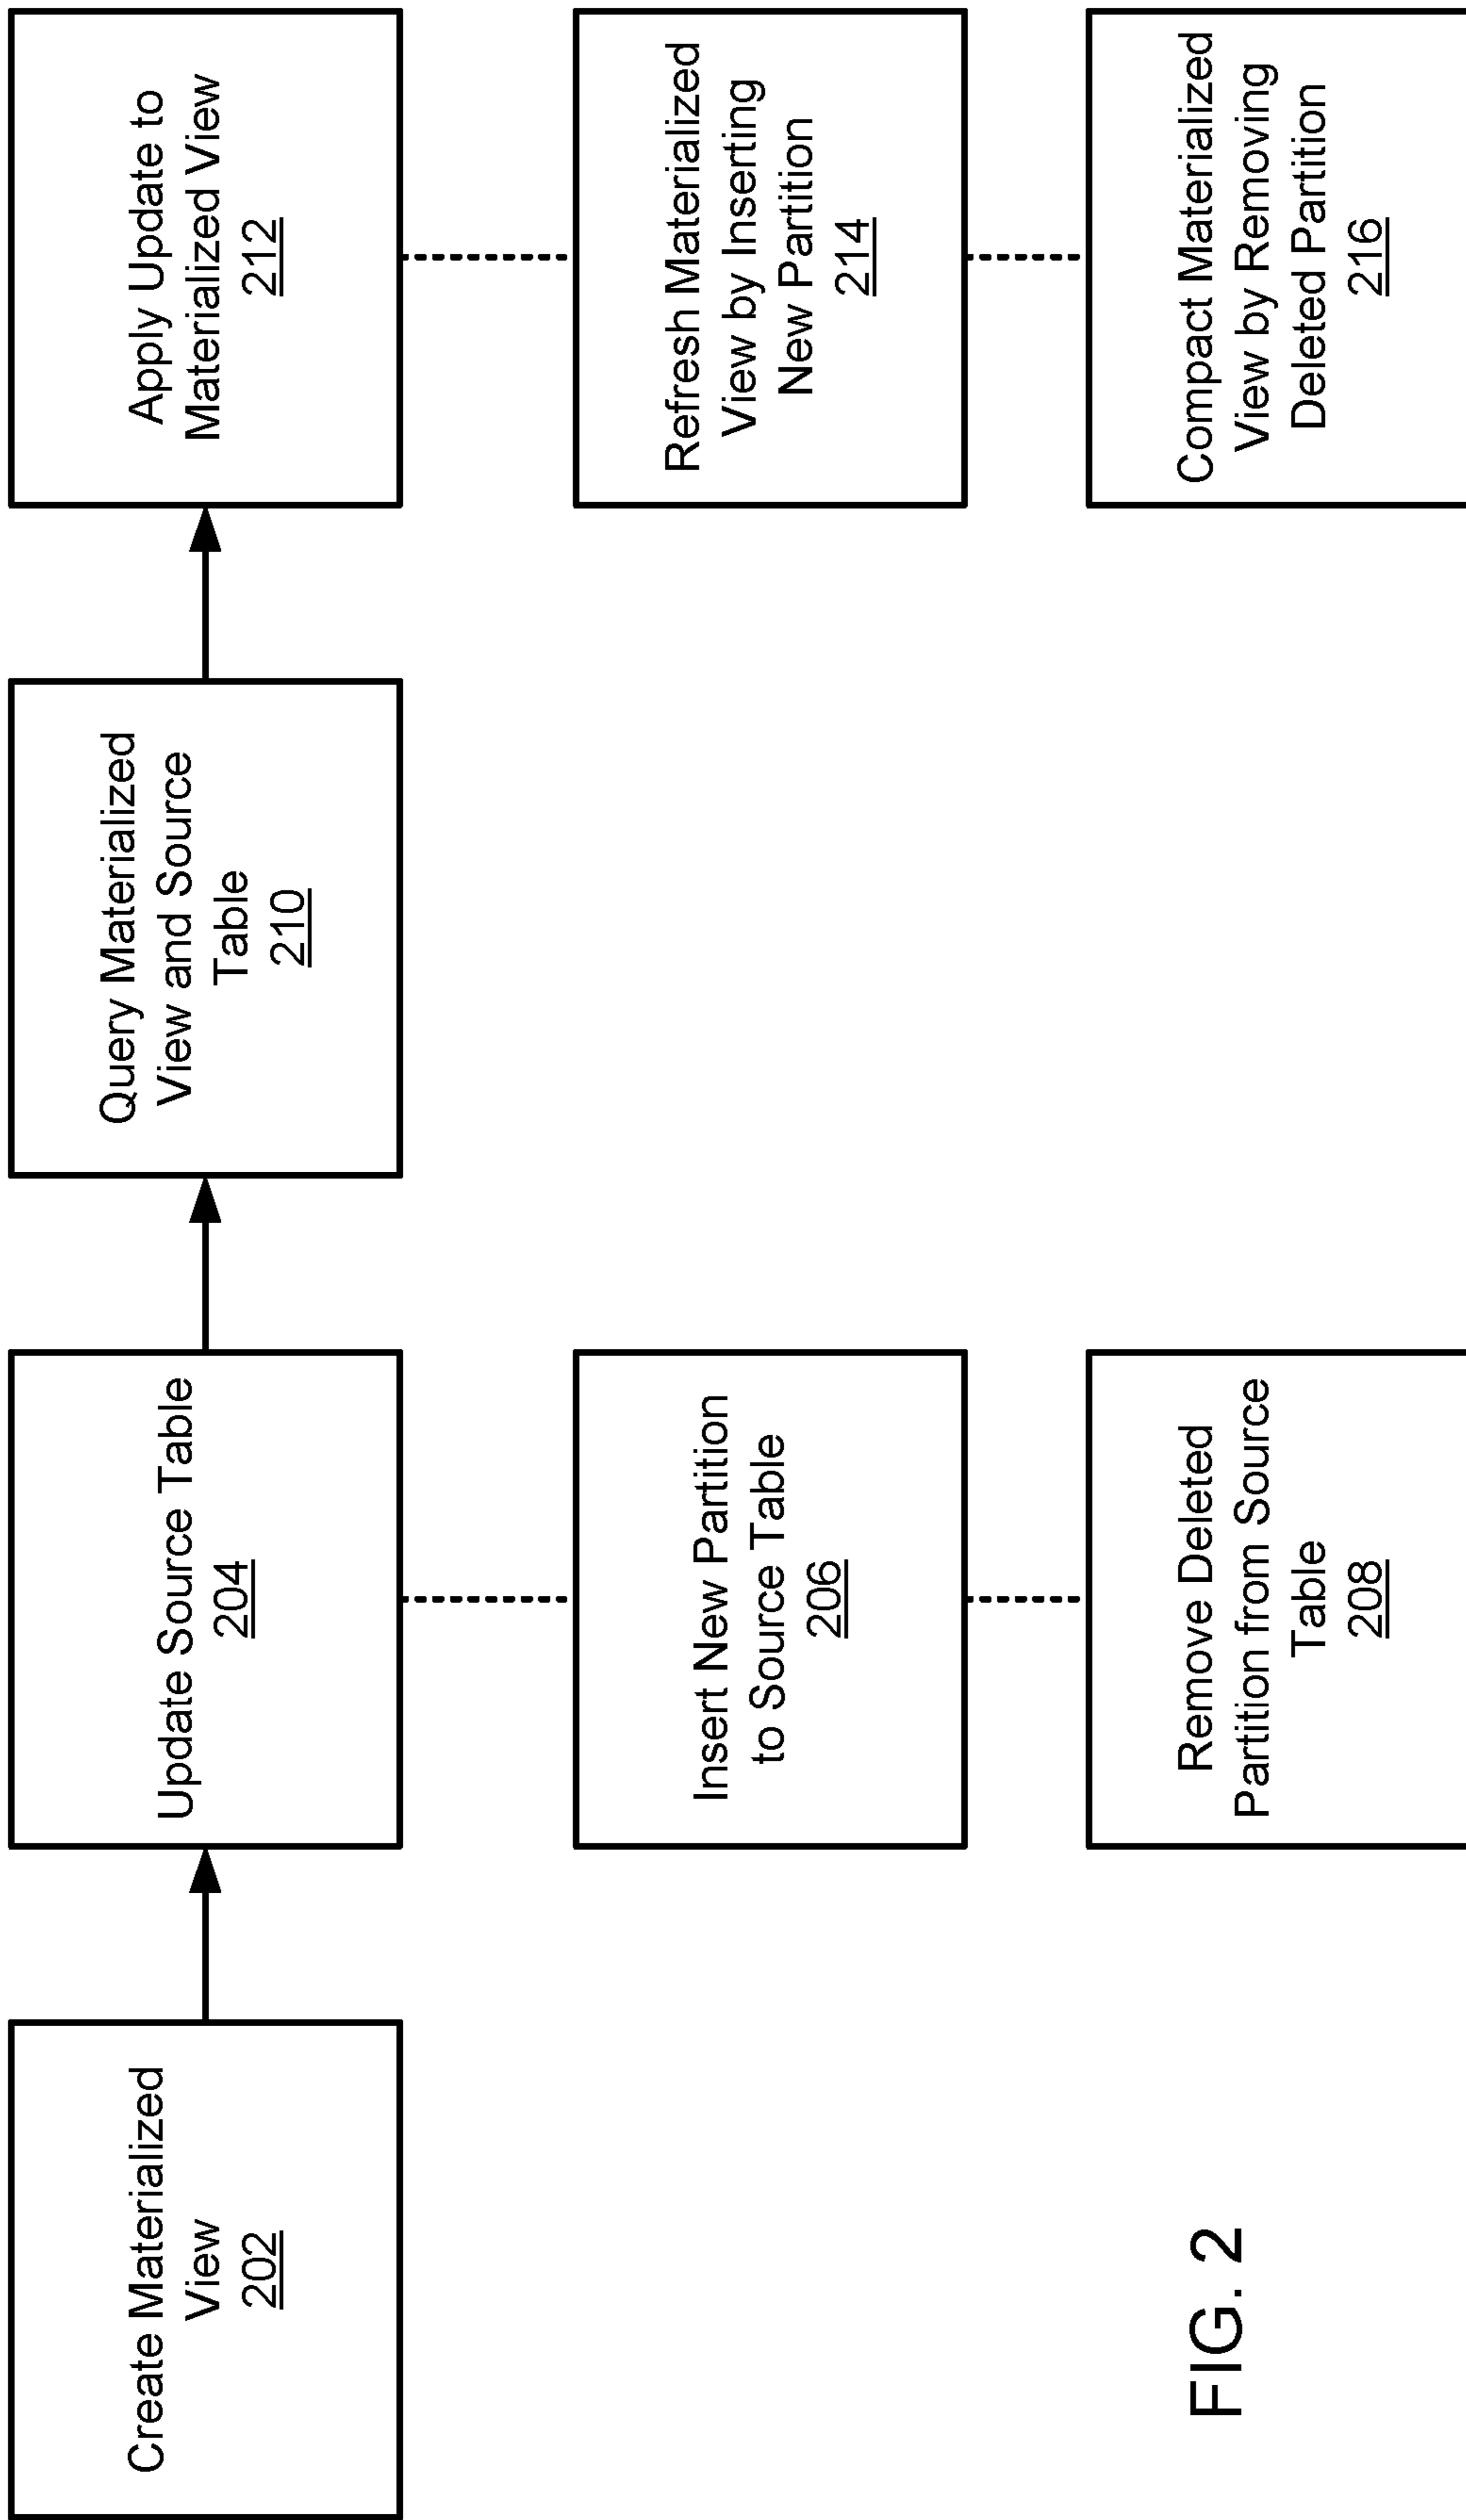 Create Materialized
View
202
Update Source Table
204
Insert New Partition
to Source Table
206
Remove Deleted
Partition from Source
Table
208
Query Materialized
View and Source
Table
210
Apply Update to
Materialized View
212
Refresh Materialized
View by Inserting
New Partition
214
Compact Materialized
View by Removing
Deleted Partition
216
FIG. 2